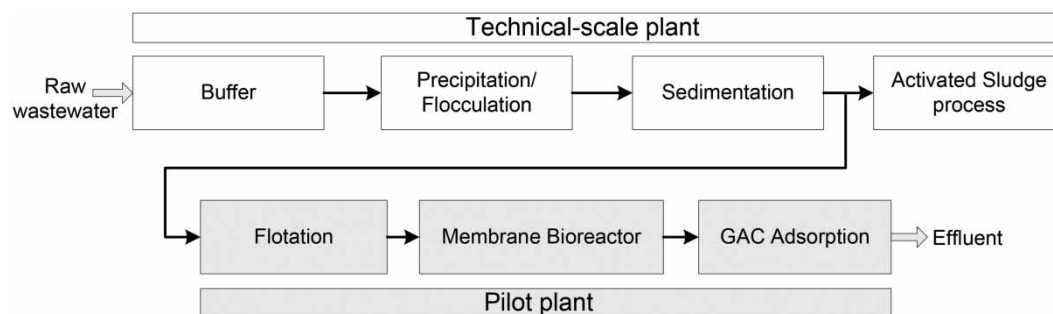 Technical-scale plant
Raw
wastewater
Buffer
Precipitation/
Flocculation
Sedimentation
Activated Sludge
process
Flotation
Membrane Bioreactor
GAC Adsorption
Effluent
Pilot plant